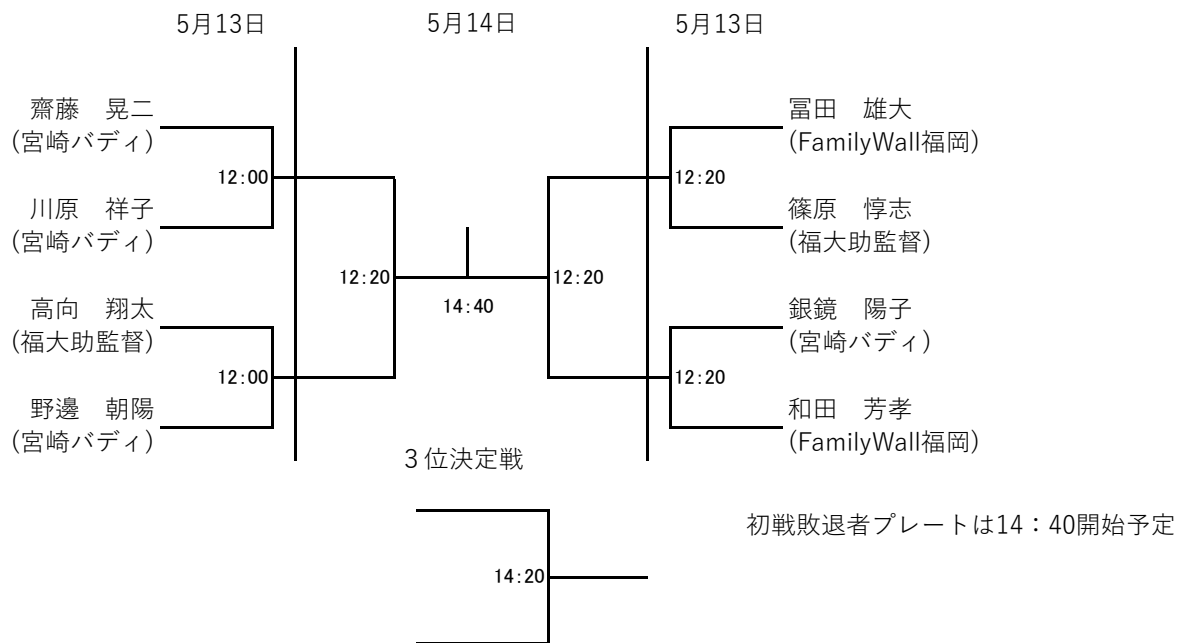 5月13日
5月14日
5月13日
齋藤　晃二
(宮崎バディ)
冨田　雄大
(FamilyWall福岡)
12:00
12:20
川原　祥子
(宮崎バディ)
篠原　惇志
(福大助監督)
12:20
12:20
14:40
高向　翔太
(福大助監督)
銀鏡　陽子
(宮崎バディ)
12:00
12:20
野邊　朝陽
(宮崎バディ)
和田　芳孝
(FamilyWall福岡)
３位決定戦
初戦敗退者プレートは14：40開始予定
14:20